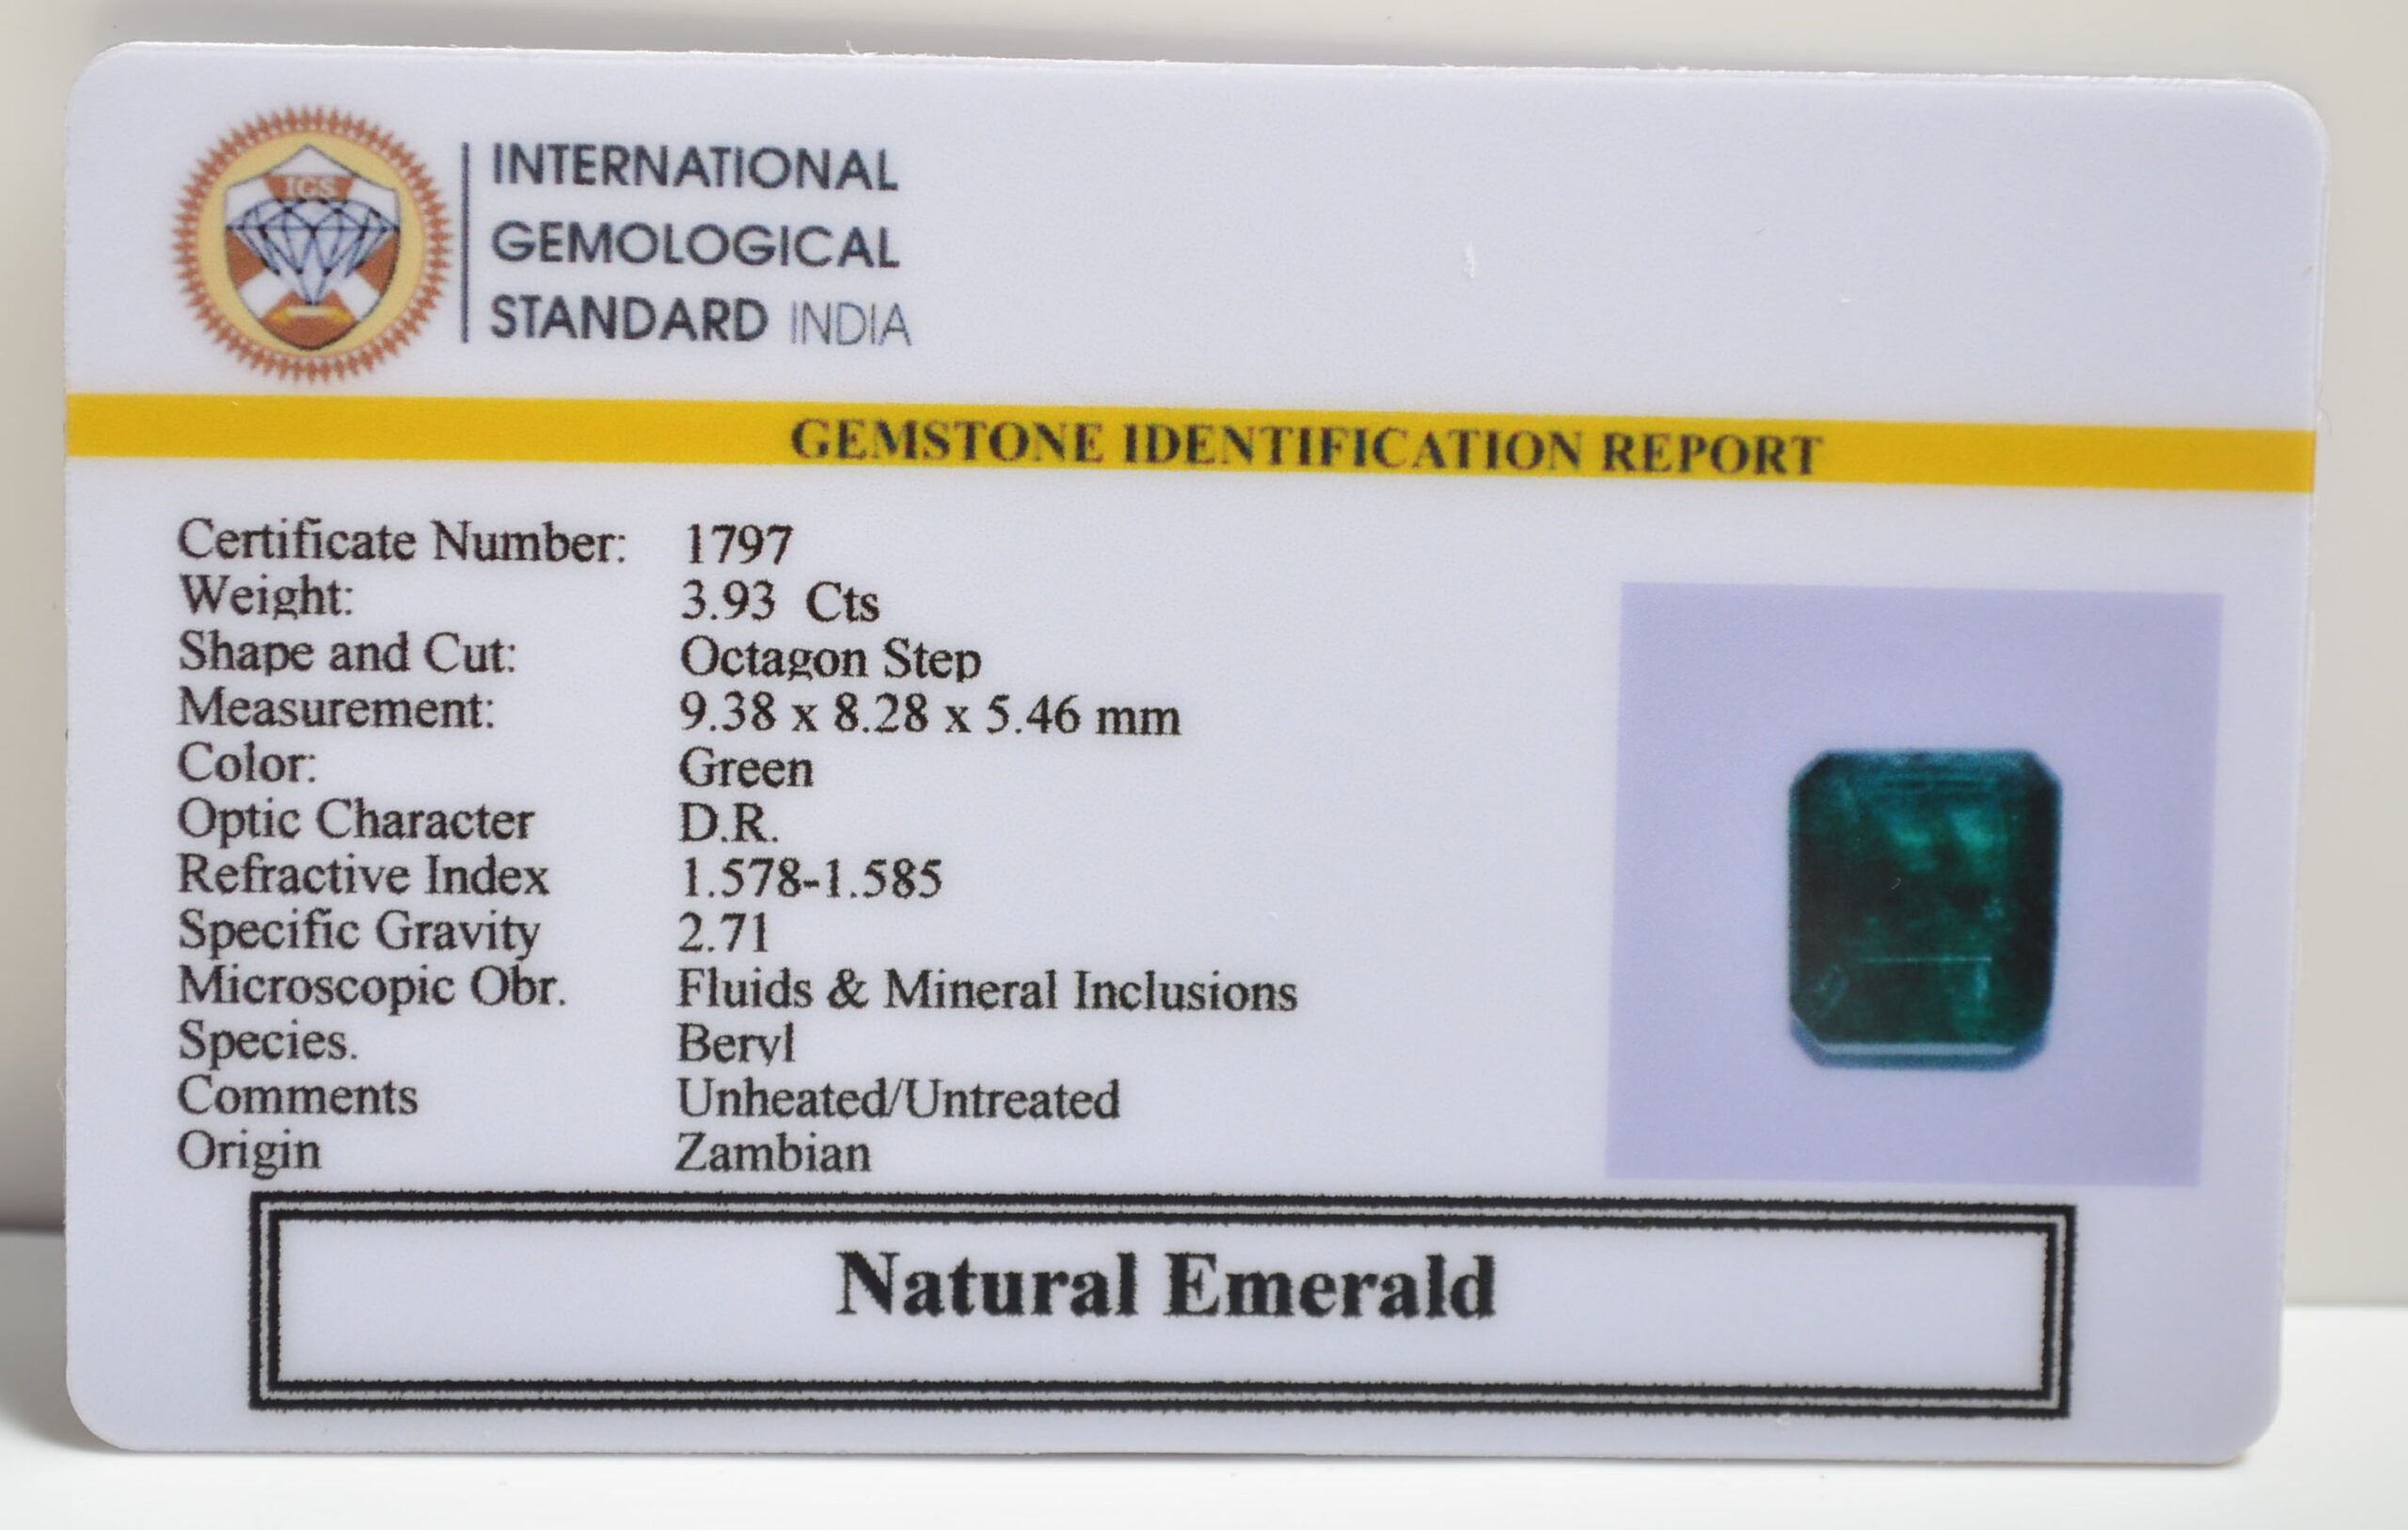 IGS
INTERNATIONAL
GEMOLOGICAL
STANDARD INDIA
GEMSTONE IDENTIFICATION REPORT
Certificate Number: 1797
Weight: 3.93 Cts
Shape and Cut: Octagon Step
Measurement: 9.38 x 8.28 x 5.46 mm
Color: Green
Optic Character D.R.
Refractive Index 1.578-1.585
Specific Gravity 2.71
Microscopic Obr. Fluids & Mineral Inclusions
Species. Beryl
Comments Unheated/Untreated
Origin Zambian
Natural Emerald